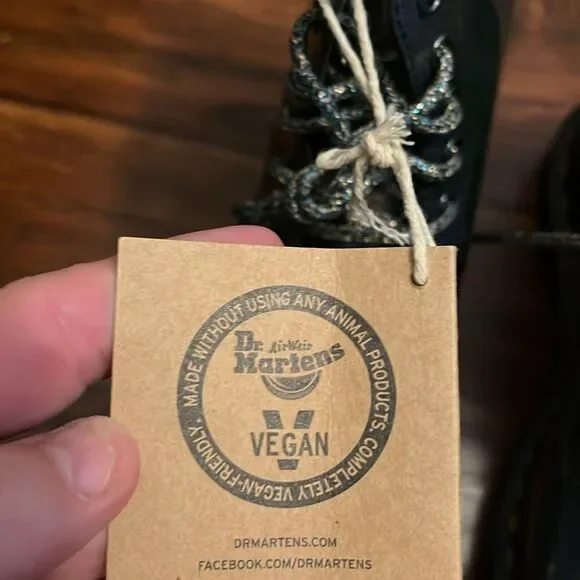 MADE WITHOUT USING ANY ANIMAL PRODUCTS. COMPLETELY VEGAN-FRIENDLY.
Dr. AirWair
Martens
V
VEGAN
DRMARTENS.COM
FACEBOOK.COM/DRMARTENS